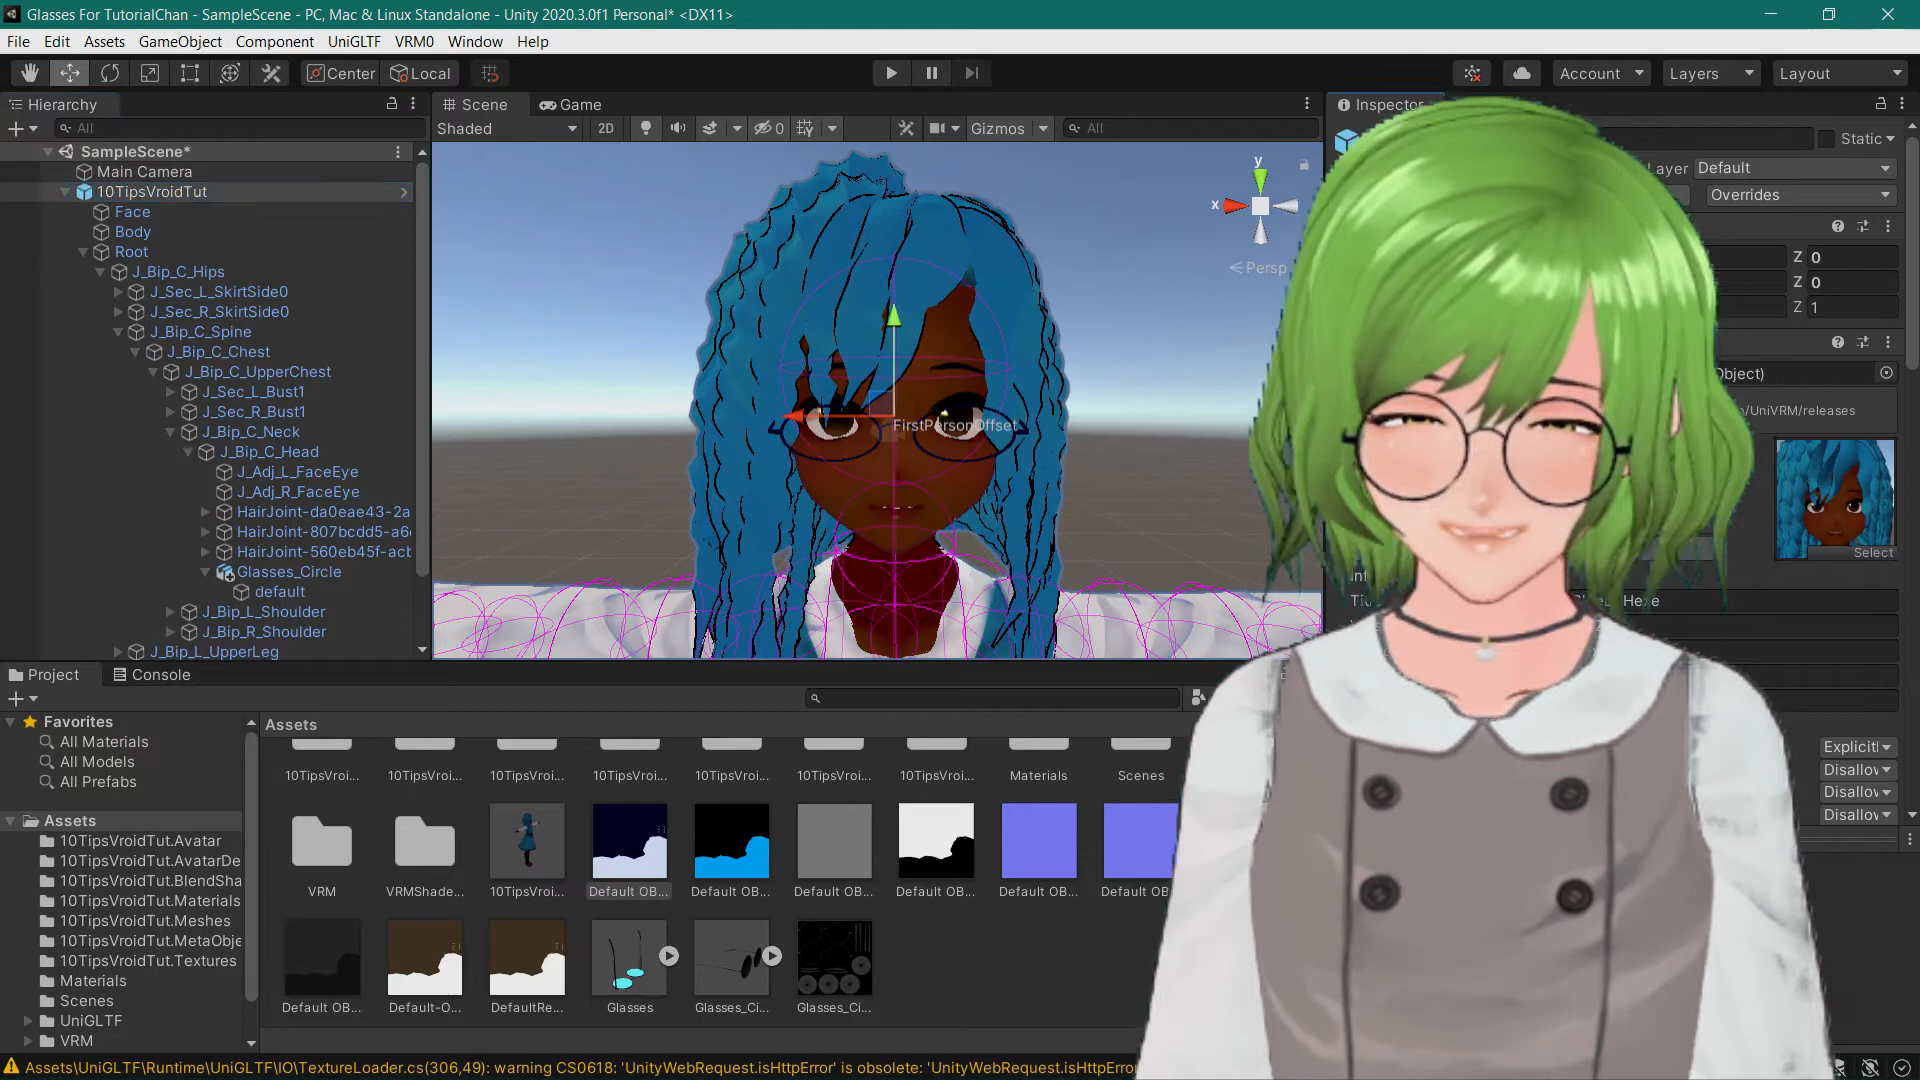 Glasses For TutorialChan - SampleScene - PC, Mac & Linux Standalone - Unity 2020.3.0f1 Personal* <DX11>
File Edit Assets GameObject Component UniGLTF VRM0 Window Help
Center Local Account Layers Layout
Hierarchy
All
SampleScene*
Main Camera
10TipsVroidTut
Face
Body
Root
J_Bip_C_Hips
J_Sec_L_SkirtSide0
J_Sec_R_SkirtSide0
J_Bip_C_Spine
J_Bip_C_Chest
J_Bip_C_UpperChest
J_Sec_L_Bust1
J_Sec_R_Bust1
J_Bip_C_Neck
J_Bip_C_Head
J_Adj_L_FaceEye
J_Adj_R_FaceEye
HairJoint-da0eae43-2a
HairJoint-807bcdd5-a6
HairJoint-560eb45f-acb
Glasses_Circle
default
J_Bip_L_Shoulder
J_Bip_R_Shoulder
J_Bip_L_UpperLeg
Scene Game
Shaded 2D 0 Gizmos All
y
x
Persp
FirstPersonOffset
Inspector
Static
Layer Default
Overrides
Z 0
Z 0
Z 1
Object)
/UniVRM/releases
Select
Hexe
Explicitl
Disallov
Disallov
Disallov
Project Console
Favorites
All Materials
All Models
All Prefabs
Assets
10TipsVroidTut.Avatar
10TipsVroidTut.AvatarDe
10TipsVroidTut.BlendSha
10TipsVroidTut.Materials
10TipsVroidTut.Meshes
10TipsVroidTut.MetaObje
10TipsVroidTut.Textures
Materials
Scenes
UniGLTF
VRM
Assets
10TipsVroi... 10TipsVroi... 10TipsVroi... 10TipsVroi... 10TipsVroi... 10TipsVroi... 10TipsVroi... Materials Scenes
VRM VRMShade... 10TipsVroi... Default OB... Default OB... Default OB... Default OB... Default OB... Default OB
Default OB... Default-O... DefaultRe... Glasses Glasses_Ci... Glasses_Ci...
Assets\UniGLTF\Runtime\UniGLTF\IO\TextureLoader.cs(306,49): warning CS0618: 'UnityWebRequest.isHttpError' is obsolete: 'UnityWebRequest.isHttpError